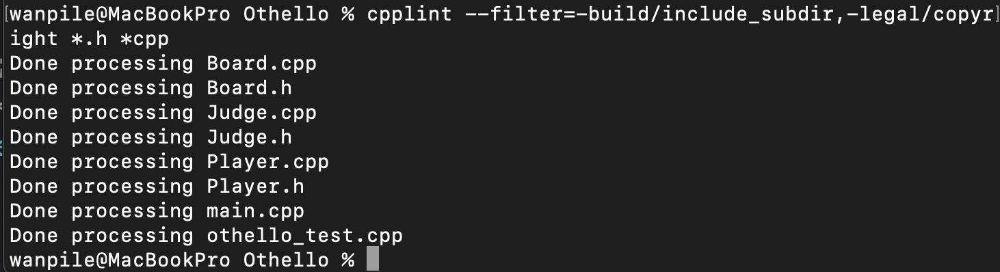 [wanpile@MacBookPro Othello % cpplint --filter=-build/include_subdir,-legal/copyr]
ight *.h *cpp
Done processing Board.cpp
Done processing Board.h
Done processing Judge.cpp
Done processing Judge.h
Done processing Player.cpp
Done processing Player.h
Done processing main.cpp
Done processing othello_test.cpp
wanpile@MacBookPro Othello %